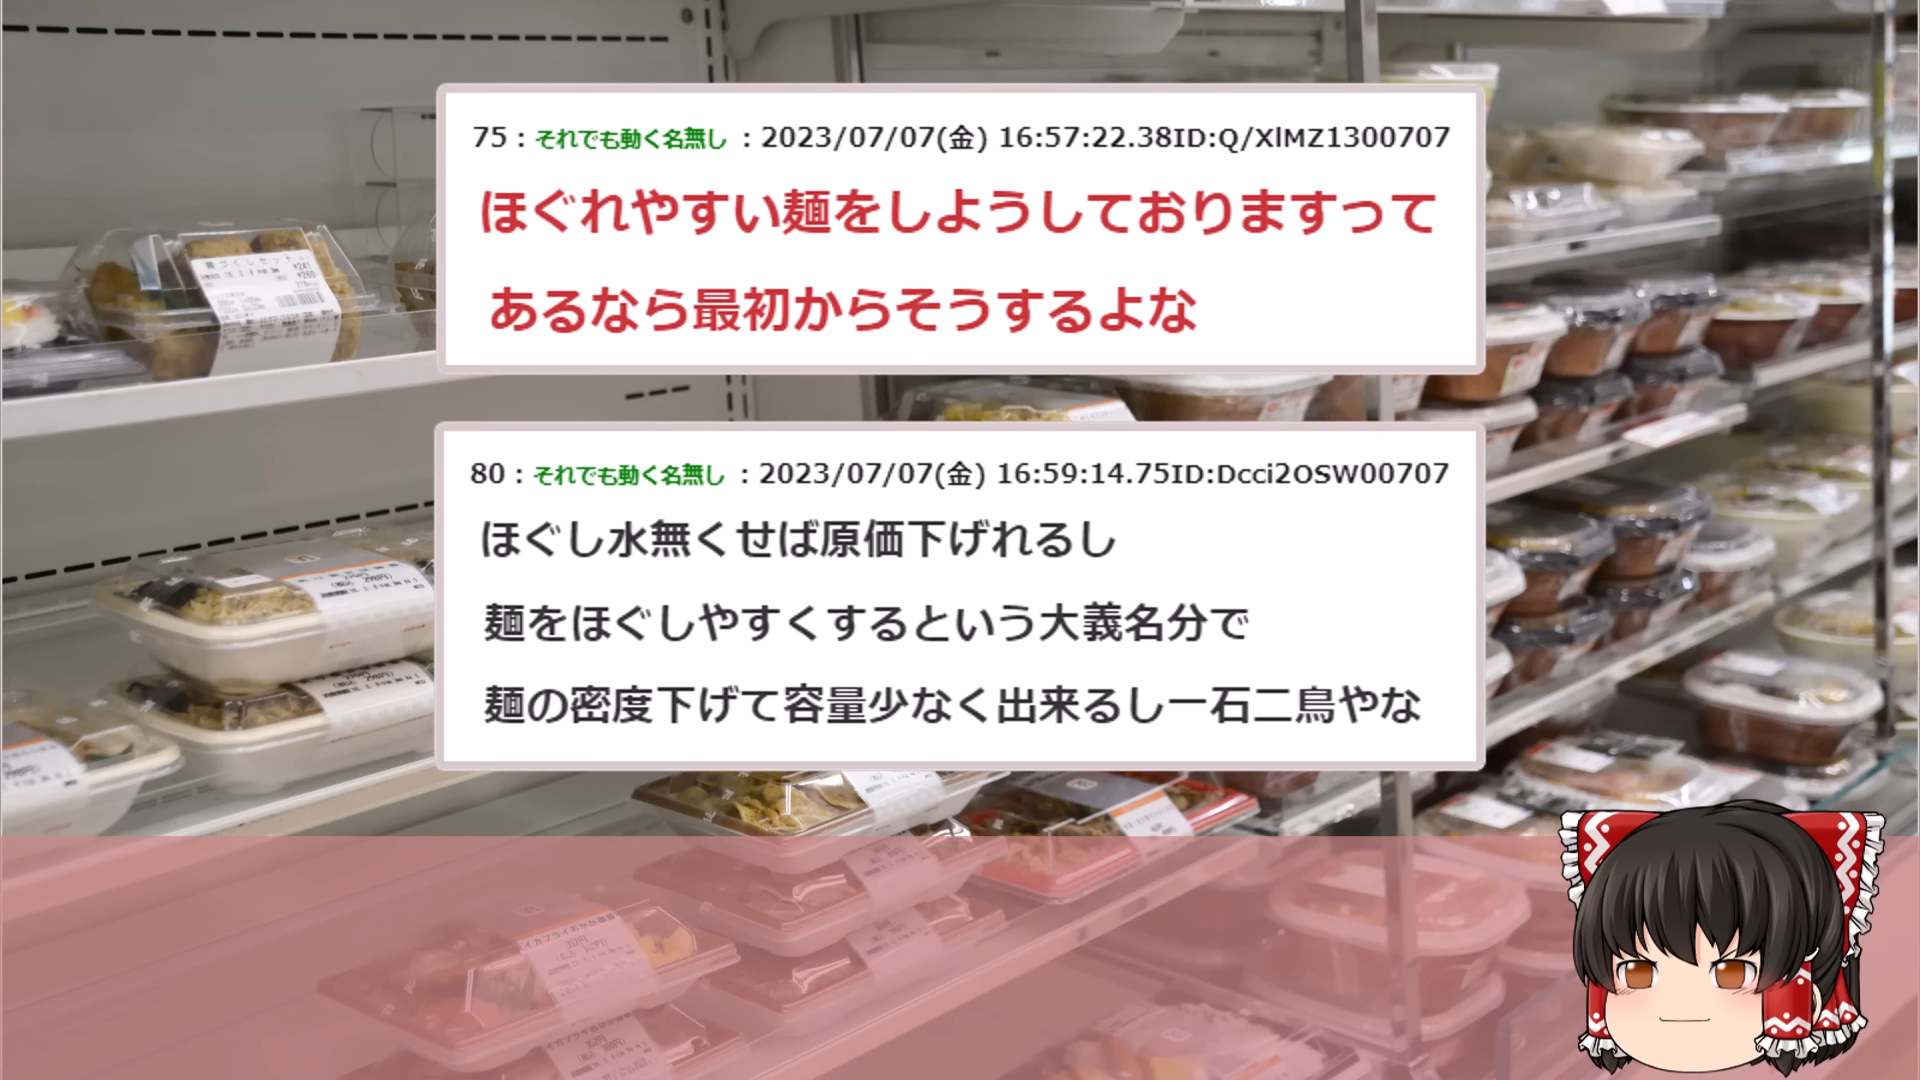 75：それでも動く名無し ：2023/07/07(金) 16:57:22.38ID:Q/XlMZ1300707
ほぐれやすい麺をしようしておりますって
あるなら最初からそうするよな
80：それでも動く名無し ：2023/07/07(金) 16:59:14.75ID:Dcci2OSW00707
ほぐし水無くせば原価下げれるし
麺をほぐしやすくするという大義名分で
麺の密度下げて容量少なく出来るし一石二鳥やな